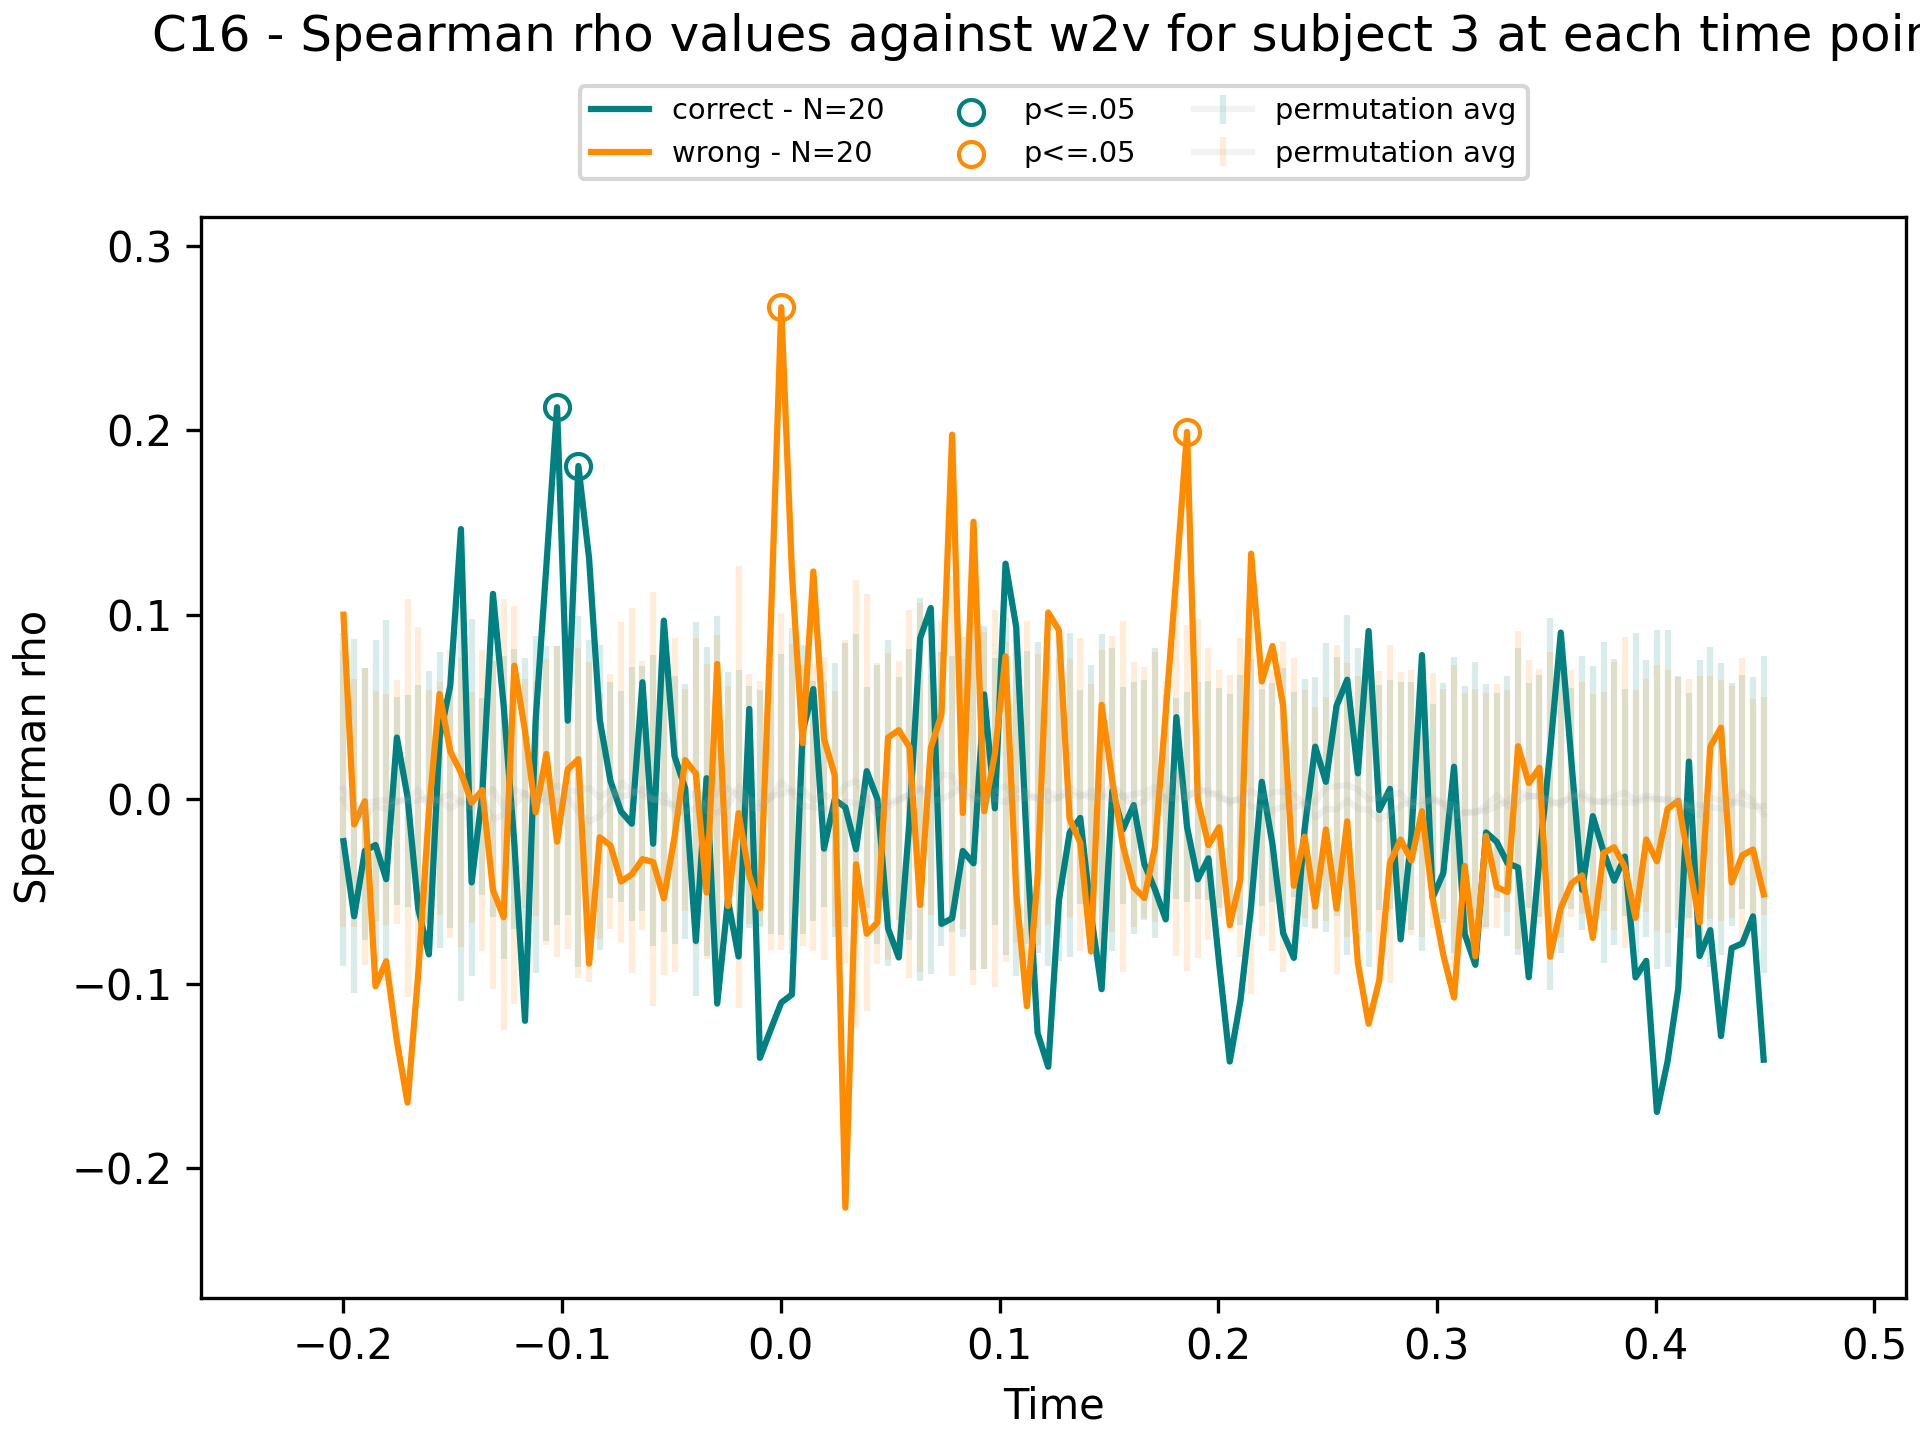 C16 - Spearman rho values against w2v for subject 3 at each time poin
correct - N=20
wrong - N=20
p<=.05
p<=.05
permutation avg
permutation avg
Spearman rho
0.3
0.2
0.1
0.0
−0.1
−0.2
−0.2 −0.1 0.0 0.1 0.2 0.3 0.4 0.5
Time